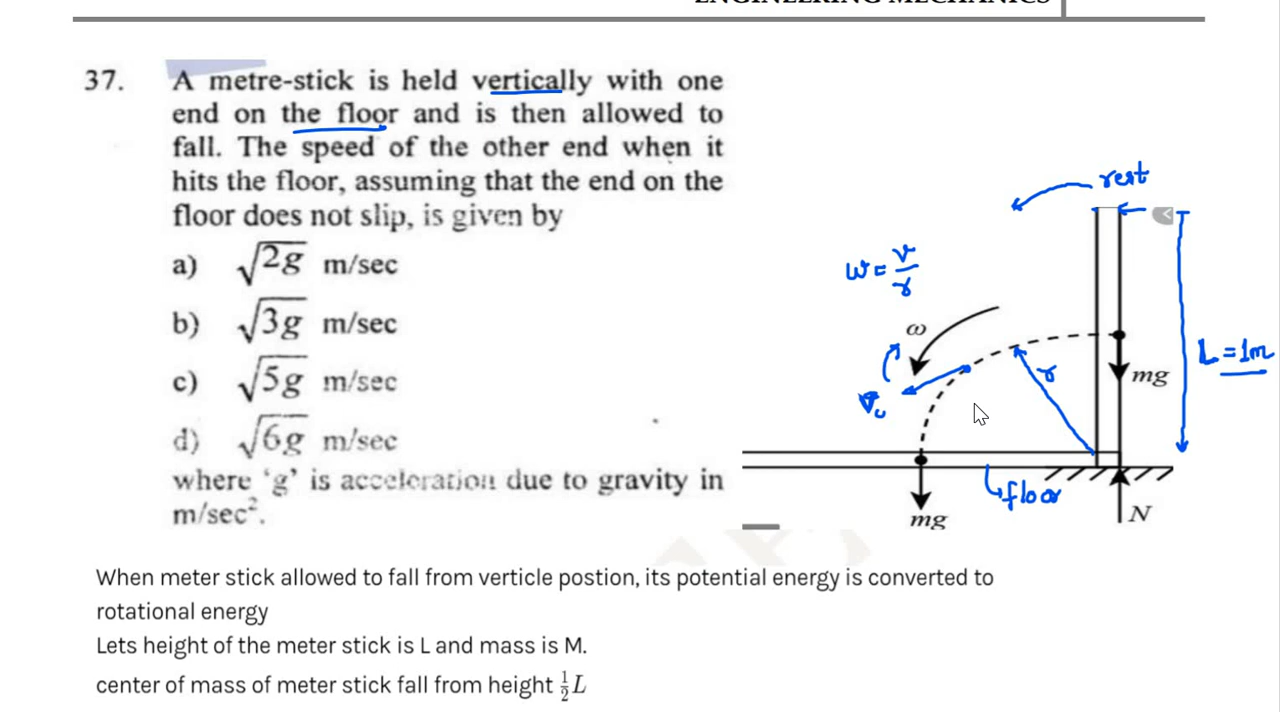 ENGINEERING MECHANICS
37. A metre-stick is held vertically with one
end on the floor and is then allowed to
fall. The speed of the other end when it
hits the floor, assuming that the end on the
floor does not slip, is given by
a) √2g m/sec
b) √3g m/sec
c) √5g m/sec
d) √6g m/sec
where 'g' is acceleration due to gravity in
m/sec².
rest
ω = v/r
ω
r
mg
L = 1m
floor
mg
N
When meter stick allowed to fall from verticle postion, its potential energy is converted to
rotational energy
Lets height of the meter stick is L and mass is M.
center of mass of meter stick fall from height ½L